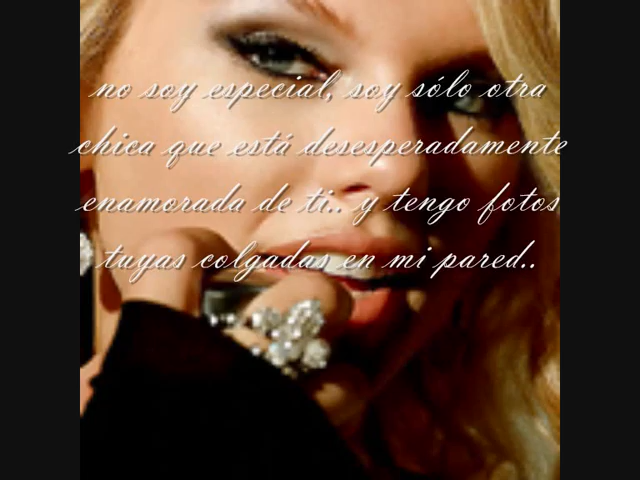 no soy especial, soy sólo otra
chica que está desesperadamente
enamorada de ti.. y tengo fotos
tuyas colgadas en mi pared..